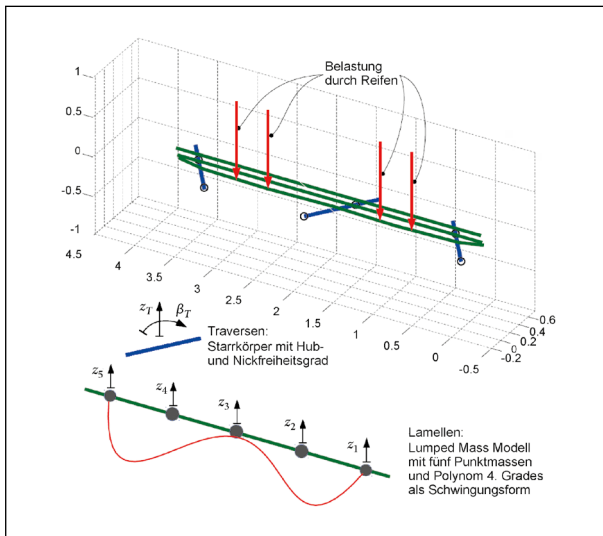 Belastung
durch Reifen
1
0.5
0
-0.5
-1
4.5
4
3.5
3
2.5
2
1.5
1
0.5
0
-0.5
0.6
0.4
0.2
0
-0.2
z_T
β_T
Traversen:
Starrkörper mit Hub-
und Nickfreiheitsgrad
z_5
z_4
z_3
z_2
z_1
Lamellen:
Lumped Mass Modell
mit fünf Punktmassen
und Polynom 4. Grades
als Schwingungsform